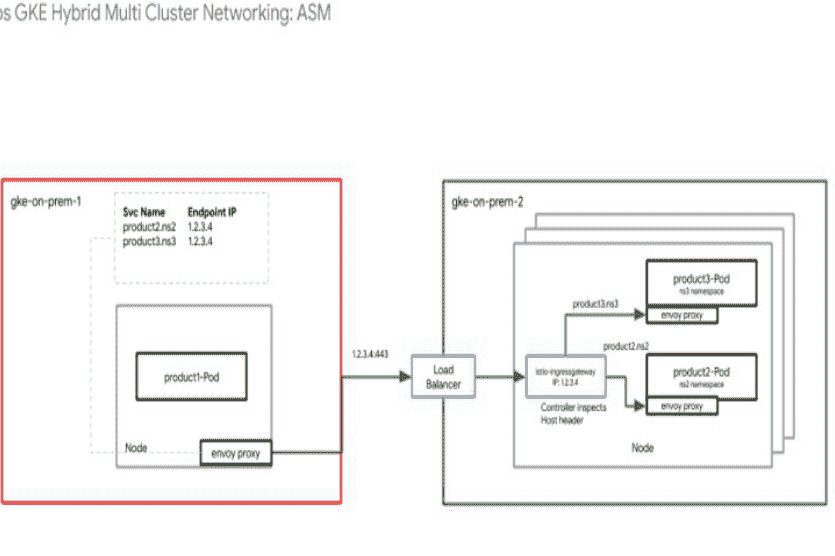 os GKE Hybrid Multi Cluster Networking: ASM
gke-on-prem-1
Svc Name Endpoint IP
product2.ns2 1.2.3.4
product3.ns3 1.2.3.4
product1-Pod
Node
envoy proxy
1.2.3.4:443
Load
Balancer
gke-on-prem-2
product3-Pod
ns3 namespace
envoy proxy
product3.ns3
product2.ns2
istio-ingressgateway
IP: 1.2.3.4
product2-Pod
ns2 namespace
envoy proxy
Controller inspects
Host header
Node